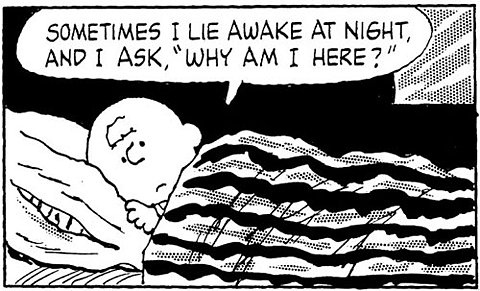 SOMETIMES I LIE AWAKE AT NIGHT,
AND I ASK, "WHY AM I HERE?"